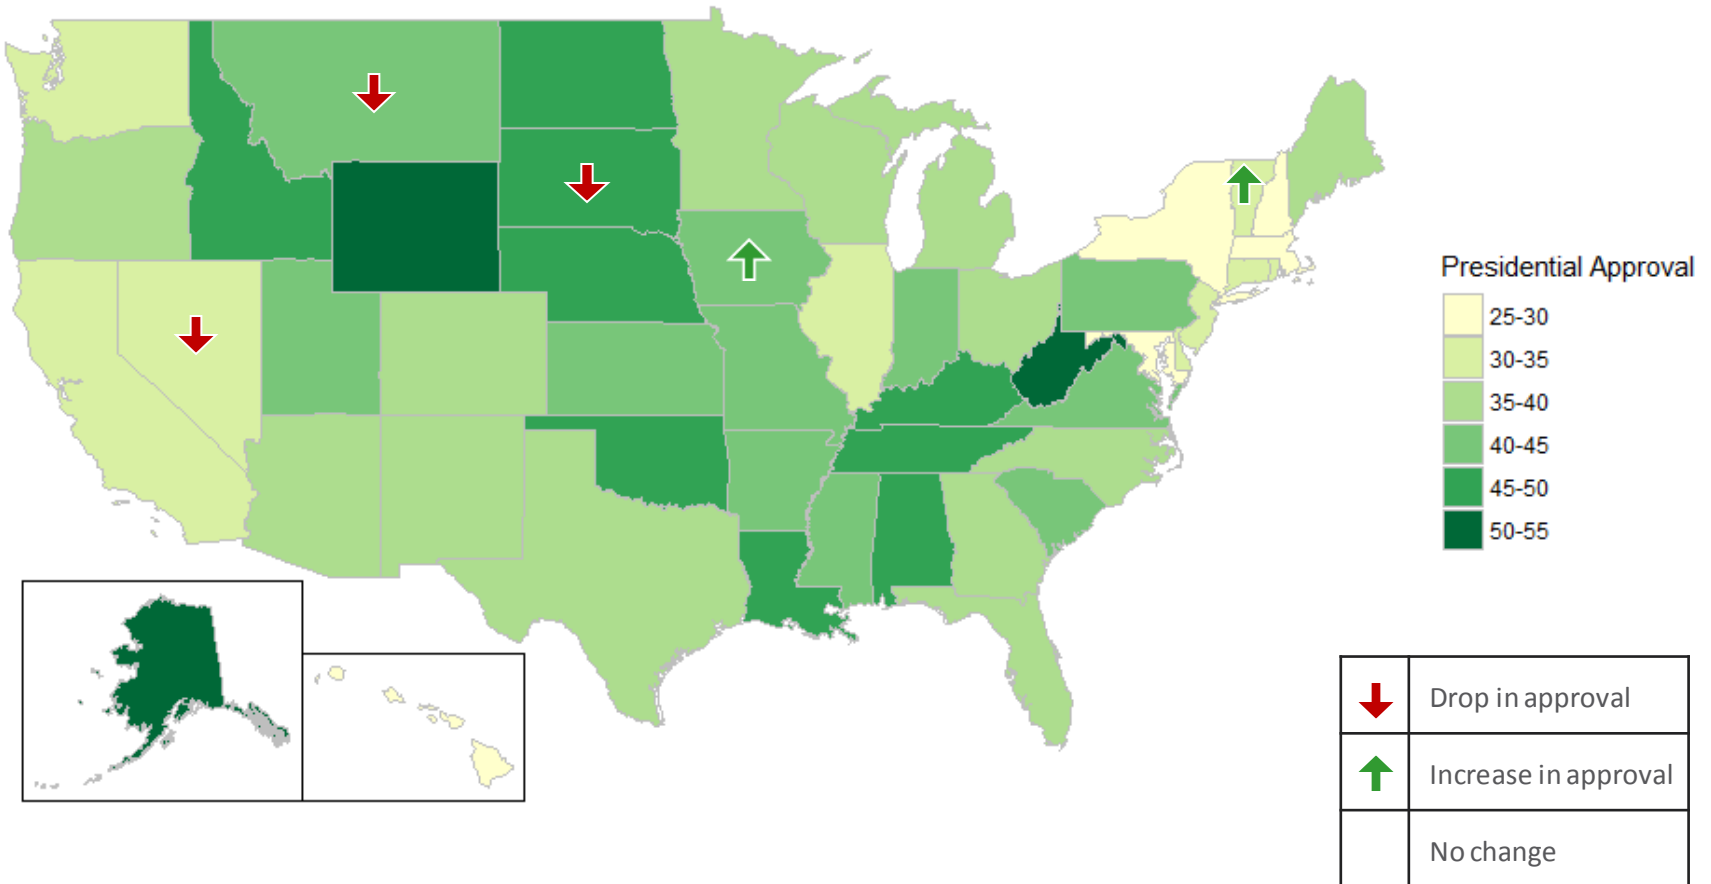 Presidential Approval
25-30
30-35
35-40
40-45
45-50
50-55
Drop in approval
Increase in approval
No change